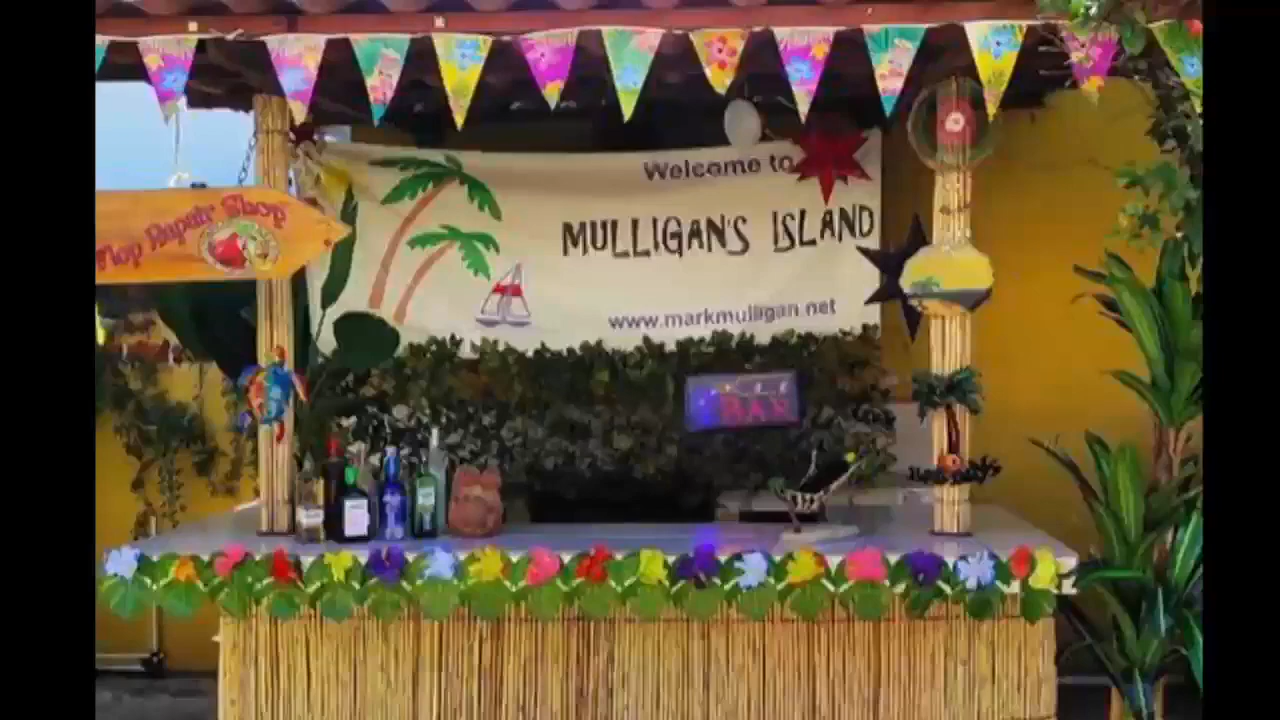 Welcome to
MULLIGAN'S ISLAND
www.markmulligan.net
Flop Repair Shop
BAR